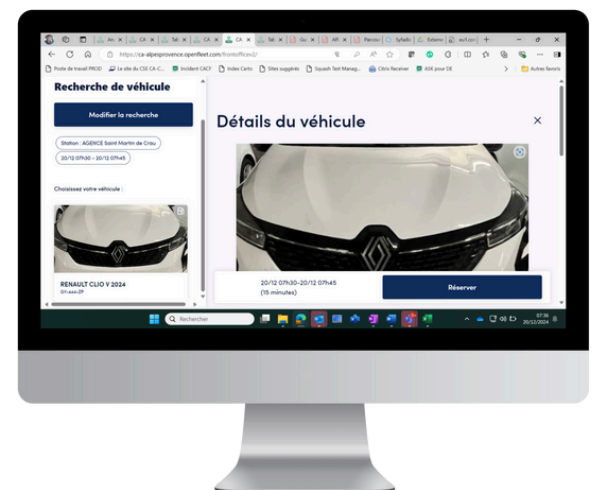 https://ca-alpesprovence.openfleet.com/frontofficev2/
Poste de travail PROD
Le site du CSE CA-C...
Incident CACF
Index Carto
Sites suggérés
Squash Test Manag...
Citrix Receiver
ASK pour DE
Autres favoris
Recherche de véhicule
Modifier la recherche
Station : AGENCE Saint Martin de Crau
20/12 07h30 - 20/12 07h45
Choisissez votre véhicule :
RENAULT CLIO V 2024
Détails du véhicule
20/12 07h30-20/12 07h45
(15 minutes)
Réserver
Rechercher
07:36
20/12/2024